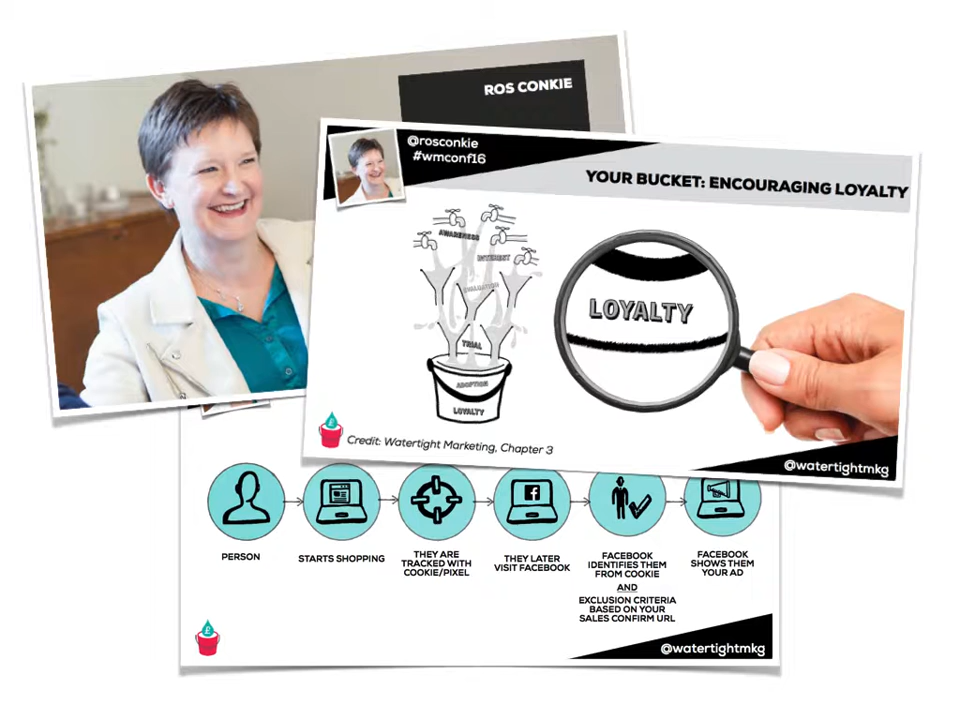 ROS CONKIE
@rosconkie
#wmconf16
YOUR BUCKET: ENCOURAGING LOYALTY
AWARENESS
INTEREST
EVALUATION
TRIAL
ADOPTION
LOYALTY
LOYALTY
£
Credit: Watertight Marketing, Chapter 3
@watertightmkg
f
PERSON
STARTS SHOPPING
THEY ARE
TRACKED WITH
COOKIE/PIXEL
THEY LATER
VISIT FACEBOOK
FACEBOOK
IDENTIFIES THEM
FROM COOKIE
AND
EXCLUSION CRITERIA
BASED ON YOUR
SALES CONFIRM URL
FACEBOOK
SHOWS THEM
YOUR AD
£
@watertightmkg